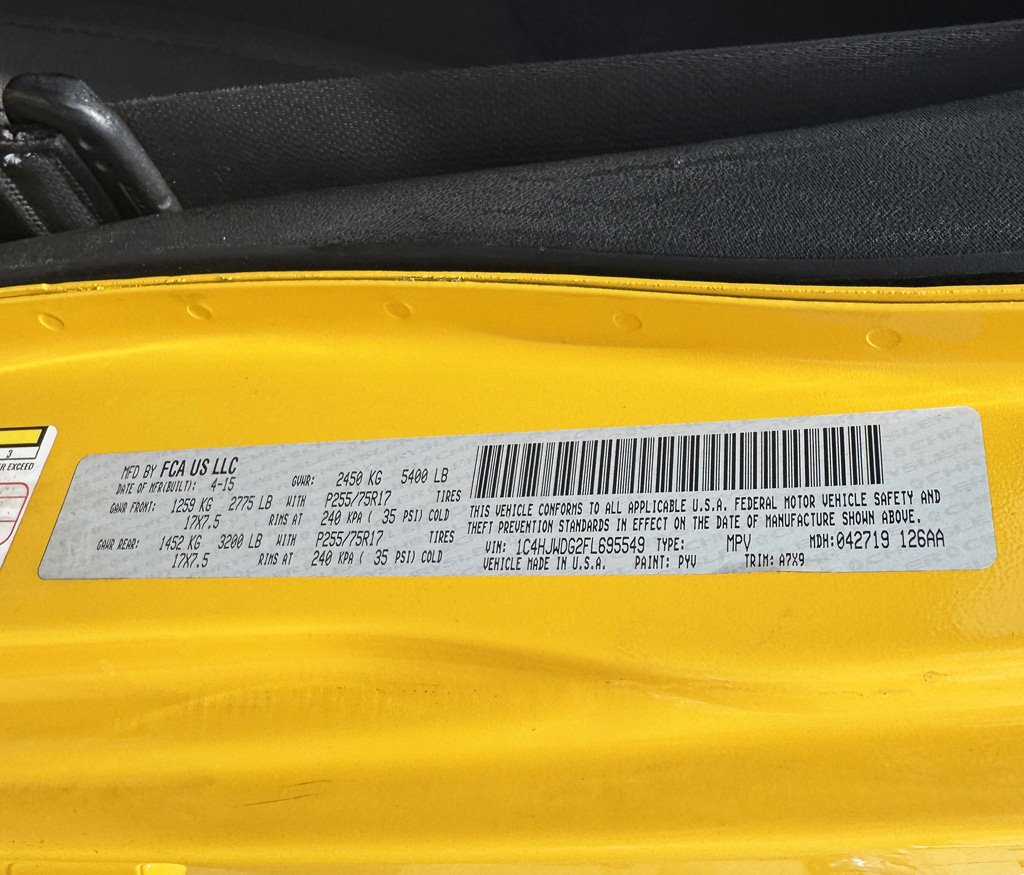 3
R EXCEED
MFD BY FCA US LLC
DATE OF MFR(BUILT): 4-15 GVWR: 2450 KG 5400 LB
GAWR FRONT: 1259 KG 2775 LB WITH P255/75R17 TIRES
17X7.5 RIMS AT 240 KPA ( 35 PSI) COLD
GAWR REAR: 1452 KG 3200 LB WITH P255/75R17 TIRES
17X7.5 RIMS AT 240 KPA ( 35 PSI) COLD
THIS VEHICLE CONFORMS TO ALL APPLICABLE U.S.A. FEDERAL MOTOR VEHICLE SAFETY AND
THEFT PREVENTION STANDARDS IN EFFECT ON THE DATE OF MANUFACTURE SHOWN ABOVE.
VIN: 1C4HJWDG2FL695549 TYPE: MPV MDH: 042719 126AA
VEHICLE MADE IN U.S.A. PAINT: PYV TRIM: A7X9